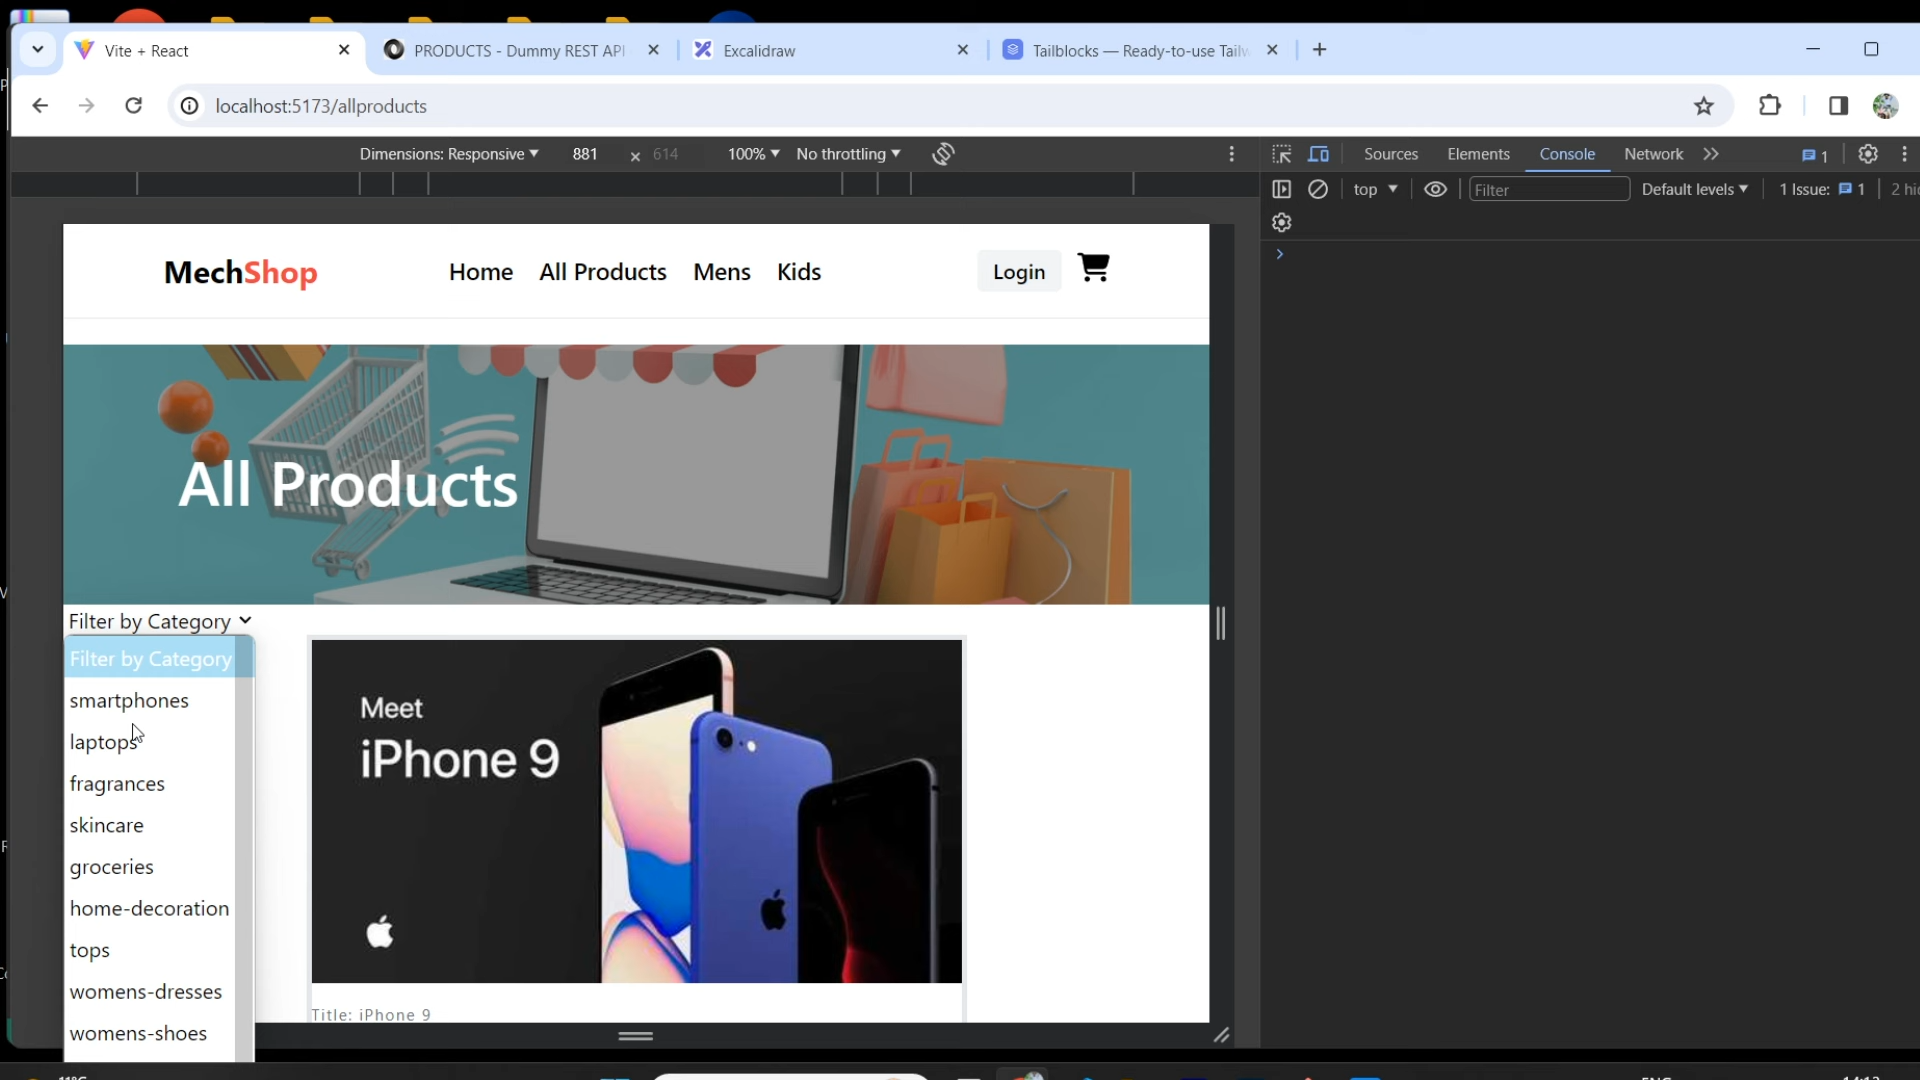 Vite + React
PRODUCTS - Dummy REST API
Excalidraw
Tailblocks — Ready-to-use Tailw
localhost:5173/allproducts
Dimensions: Responsive
881 × 614
100%
No throttling
Sources
Elements
Console
Network
1
top
Filter
Default levels
1 Issue: 1
2 hid
MechShop
Home
All Products
Mens
Kids
Login
All Products
Filter by Category
Filter by Category
smartphones
laptops
fragrances
skincare
groceries
home-decoration
tops
womens-dresses
womens-shoes
Meet
iPhone 9
Title: iPhone 9